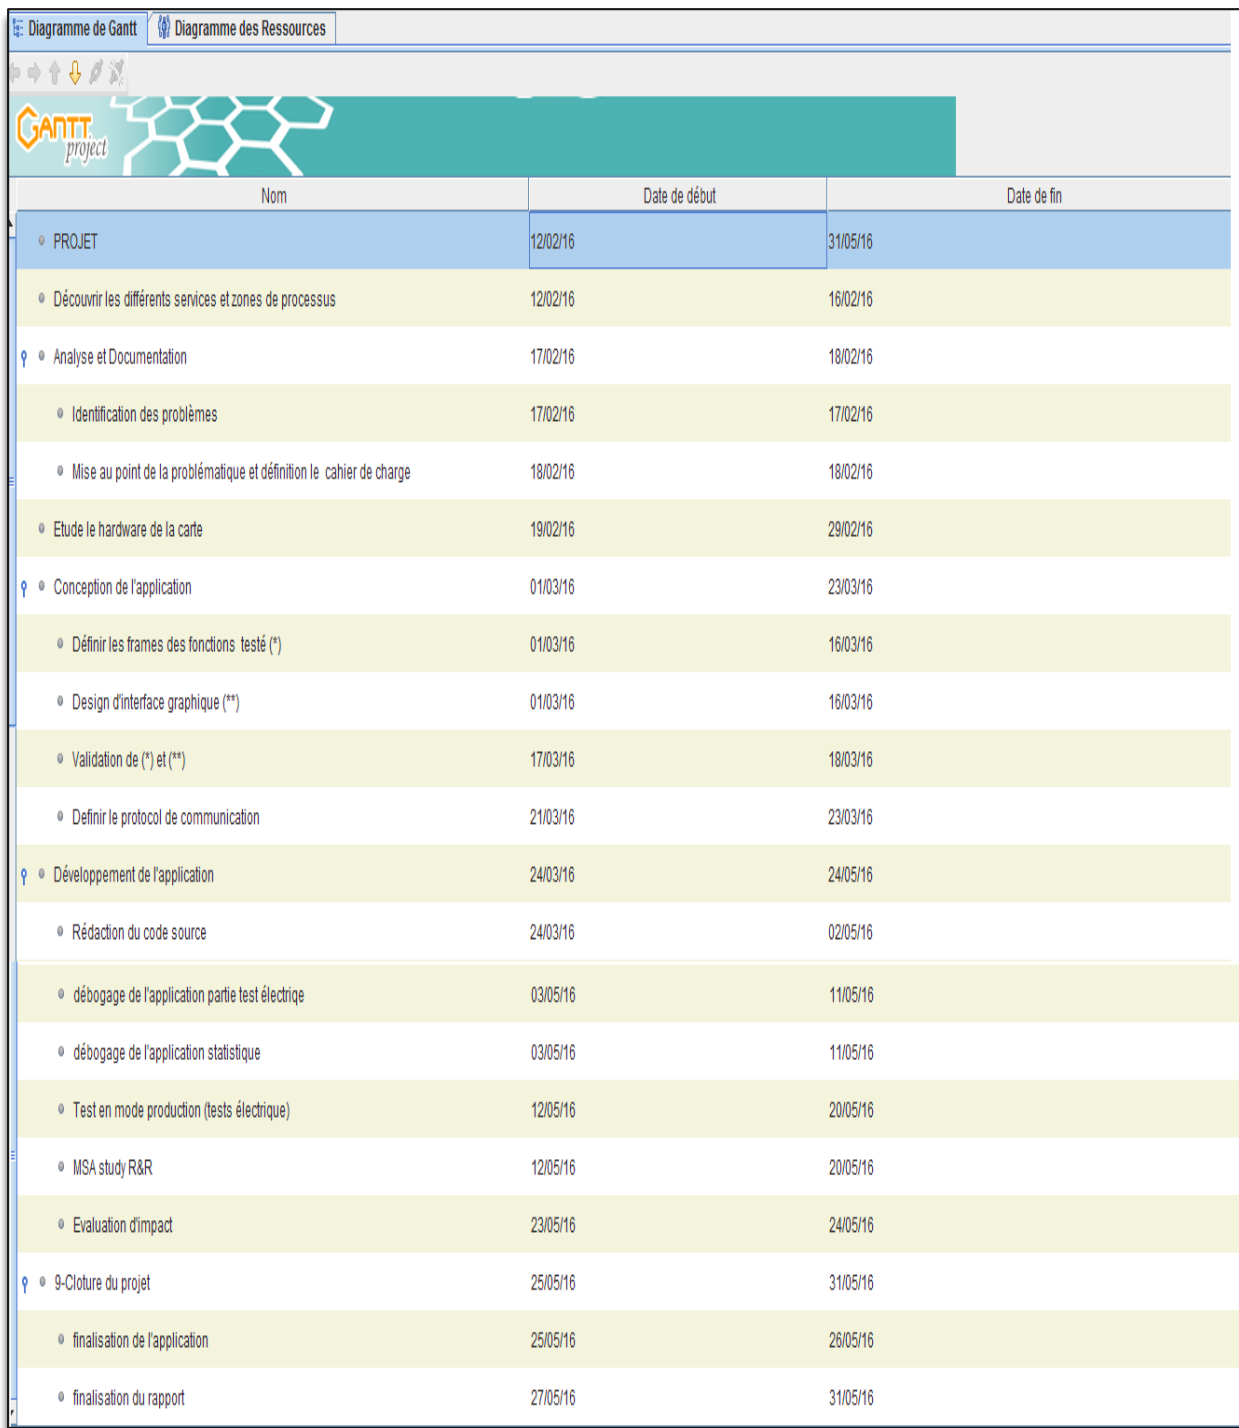 Diagramme de Gantt Diagramme des Ressources
GANTT
project
Nom Date de début Date de fin
PROJET 12/02/16 31/05/16
Découvrir les différents services et zones de processus 12/02/16 16/02/16
Analyse et Documentation 17/02/16 18/02/16
Identification des problèmes 17/02/16 17/02/16
Mise au point de la problématique et définition le cahier de charge 18/02/16 18/02/16
Etude le hardware de la carte 19/02/16 29/02/16
Conception de l'application 01/03/16 23/03/16
Définir les frames des fonctions testé (*) 01/03/16 16/03/16
Design d'interface graphique (**) 01/03/16 16/03/16
Validation de (*) et (**) 17/03/16 18/03/16
Definir le protocol de communication 21/03/16 23/03/16
Développement de l'application 24/03/16 24/05/16
Rédaction du code source 24/03/16 02/05/16
débogage de l'application partie test électriqe 03/05/16 11/05/16
débogage de l'application statistique 03/05/16 11/05/16
Test en mode production (tests électrique) 12/05/16 20/05/16
MSA study R&R 12/05/16 20/05/16
Evaluation d'impact 23/05/16 24/05/16
9-Cloture du projet 25/05/16 31/05/16
finalisation de l'application 25/05/16 26/05/16
finalisation du rapport 27/05/16 31/05/16